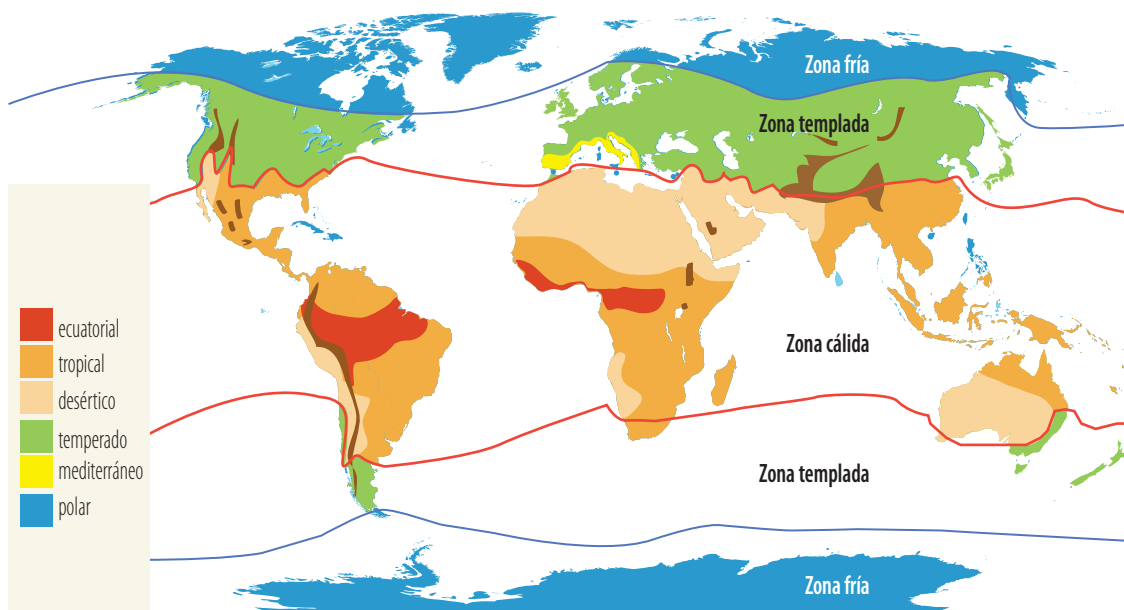 Zona fría
Zona templada
Zona cálida
Zona templada
Zona fría
ecuatorial
tropical
desértico
temperado
mediterráneo
polar